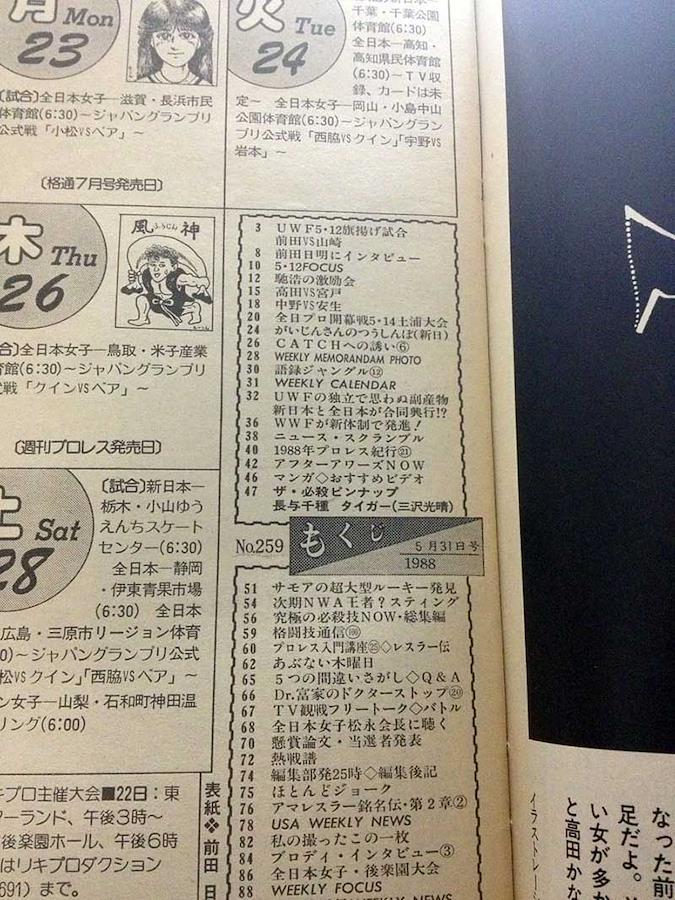 月 Mon
23
〔試合〕全日本女子―滋賀・長浜市民
体育館(6:30)～ジャパングランプリ
公式戦「小松VSベア」～
〔格通7月号発売日〕
火 Tue
24
千葉・千葉公園
体育館(6:30)
全日本―高知・
高知県民体育館
(6:30)～TV収
録、カードは未
定～ 全日本女子―岡山・小島中山
公園体育館(6:30)～ジャパングラン
プリ公式戦「西脇VSクイン」「宇野VS
岩本」～
木 Thu
26
風神
ふうじん
全日本女子―鳥取・米子産業
(6:30)～ジャパングランプリ
「クインVSベア」～
〔週刊プロレス発売日〕
土 Sat
28
〔試合〕新日本―
栃木・小山ゆう
えんちスケート
センター(6:30)
全日本―静岡
・伊東青果市場
(6:30) 全日本
広島・三原市リージョン体育
～ジャパングランプリ公式
VSクイン」「西脇VSベア」～
女子―山梨・石和町神田温
リング(6:00)
キプロ主催大会■22日：東
マーランド、午後3時～
後楽園ホール、午後6時
はリキプロダクション
691)まで。
3 UWF5・12旗揚げ試合
前田VS山崎
8 前田日明にインタビュー
10 5・12FOCUS
12 馳浩の激励会
15 高田VS宮戸
18 中野VS安生
20 全日プロ開幕戦5・14土浦大会
24 がいじんさんのつうしんぼ(新日)
26 CATCHへの誘い⑥
28 WEEKLY MEMORANDAM PHOTO
30 語録ジャングル⑫
31 WEEKLY CALENDAR
32 UWFの独立で思わぬ副産物
新日本と全日本が合同興行!?
36 WWFが新体制で発進！
38 ニュース・スクランブル
40 1988年プロレス紀行㉑
42 アフターアワーズNOW
46 マンガ◇おすすめビデオ
47 ザ・必殺ピンナップ
長与千種 タイガー(三沢光晴)
No.259 もくじ 5月31日号
1988
51 サモアの超大型ルーキー発見
54 次期NWA王者？スティング
56 究極の必殺技NOW・総集編
59 格闘技通信
60 プロレス入門講座㉕◇レスラー伝
62 あぶない木曜日
65 5つの間違いさがし◇Q＆A
66 Dr.富家のドクターストップ⑳
67 TV観戦フリートーク◇バトル
68 全日本女子松永会長に聴く
70 懸賞論文・当選者発表
72 熱戦譜
74 編集部発25時◇編集後記
75 ほとんどジョーク
76 アマレスラー銘名伝・第2章②
78 USA WEEKLY NEWS
82 私の撮ったこの一枚
84 プロディ・インタビュー③
86 全日本女子・後楽園大会
88 WEEKLY FOCUS
WEEKLY NEWS
表紙❖前田日
なった前
足だよ。
い女が多か
と高田かな
イラストレー